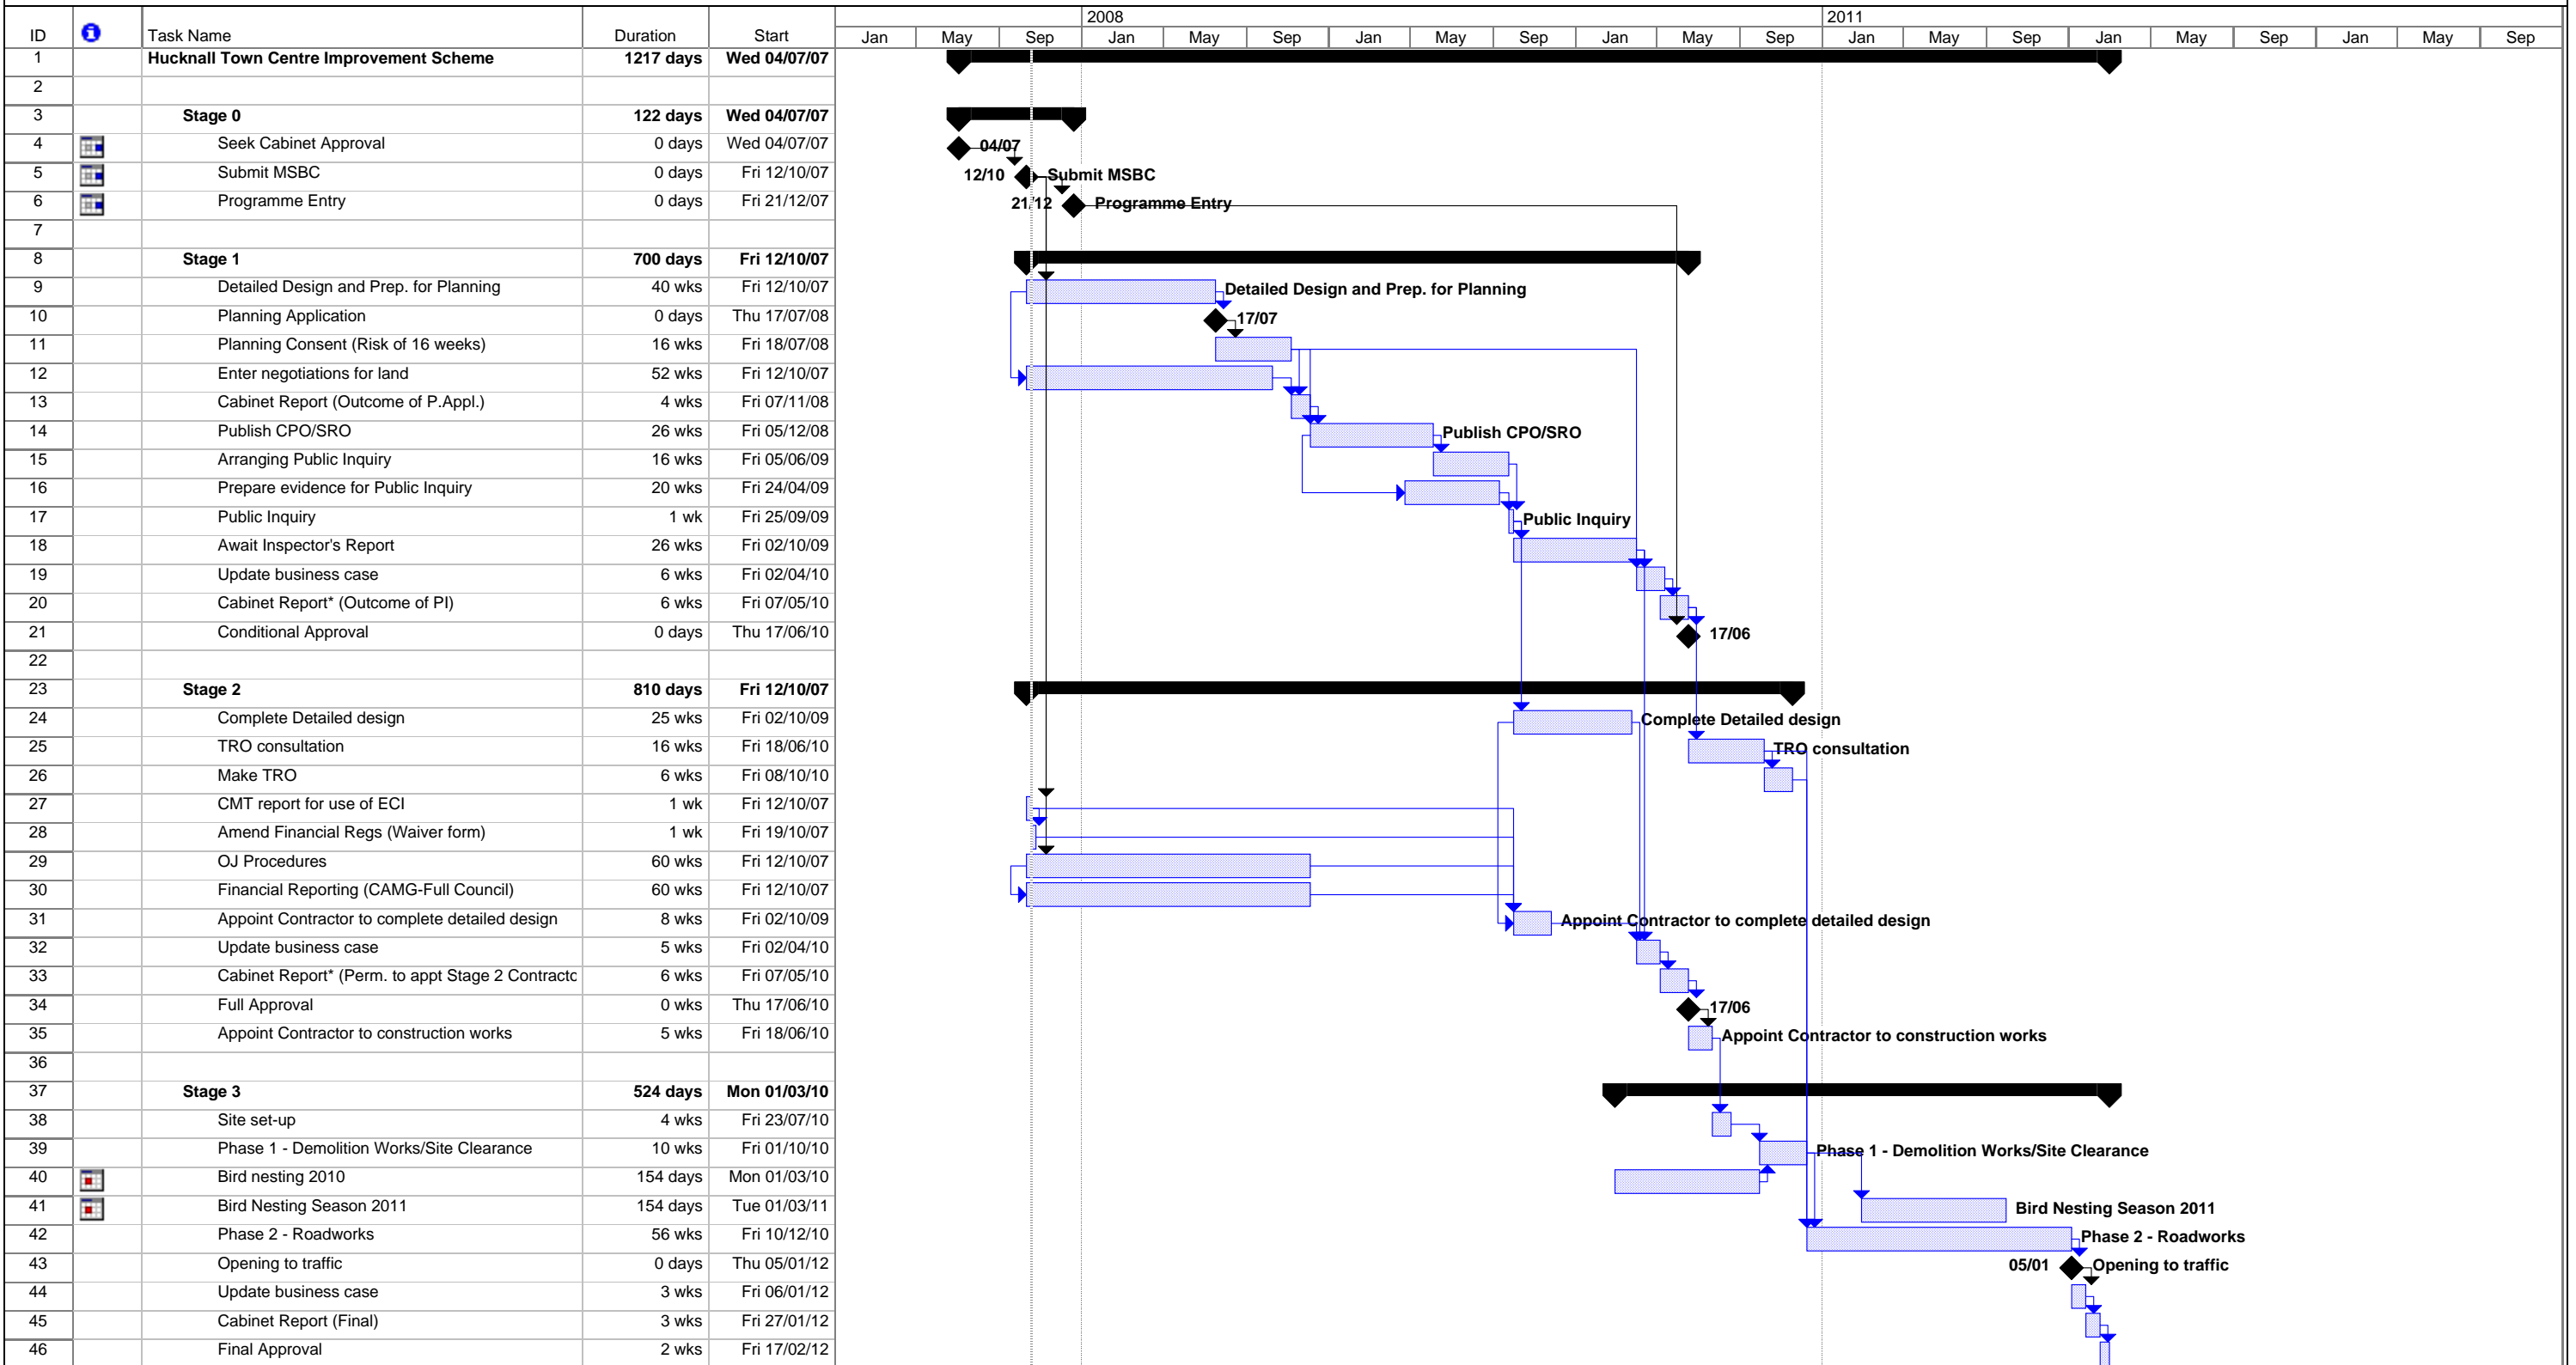 2008 2011
ID Task Name Duration Start Jan May Sep Jan May Sep Jan May Sep Jan May Sep Jan May Sep Jan May Sep Jan May Sep
1 Hucknall Town Centre Improvement Scheme 1217 days Wed 04/07/07
2
3 Stage 0 122 days Wed 04/07/07
4 Seek Cabinet Approval 0 days Wed 04/07/07 04/07
5 Submit MSBC 0 days Fri 12/10/07 12/10 Submit MSBC
6 Programme Entry 0 days Fri 21/12/07 21/12 Programme Entry
7
8 Stage 1 700 days Fri 12/10/07
9 Detailed Design and Prep. for Planning 40 wks Fri 12/10/07 Detailed Design and Prep. for Planning
10 Planning Application 0 days Thu 17/07/08 17/07
11 Planning Consent (Risk of 16 weeks) 16 wks Fri 18/07/08
12 Enter negotiations for land 52 wks Fri 12/10/07
13 Cabinet Report (Outcome of P.Appl.) 4 wks Fri 07/11/08
14 Publish CPO/SRO 26 wks Fri 05/12/08 Publish CPO/SRO
15 Arranging Public Inquiry 16 wks Fri 05/06/09
16 Prepare evidence for Public Inquiry 20 wks Fri 24/04/09
17 Public Inquiry 1 wk Fri 25/09/09 Public Inquiry
18 Await Inspector's Report 26 wks Fri 02/10/09
19 Update business case 6 wks Fri 02/04/10
20 Cabinet Report* (Outcome of PI) 6 wks Fri 07/05/10
21 Conditional Approval 0 days Thu 17/06/10 17/06
22
23 Stage 2 810 days Fri 12/10/07
24 Complete Detailed design 25 wks Fri 02/10/09 Complete Detailed design
25 TRO consultation 16 wks Fri 18/06/10 TRO consultation
26 Make TRO 6 wks Fri 08/10/10
27 CMT report for use of ECI 1 wk Fri 12/10/07
28 Amend Financial Regs (Waiver form) 1 wk Fri 19/10/07
29 OJ Procedures 60 wks Fri 12/10/07
30 Financial Reporting (CAMG-Full Council) 60 wks Fri 12/10/07
31 Appoint Contractor to complete detailed design 8 wks Fri 02/10/09 Appoint Contractor to complete detailed design
32 Update business case 5 wks Fri 02/04/10
33 Cabinet Report* (Perm. to appt Stage 2 Contractc 6 wks Fri 07/05/10
34 Full Approval 0 wks Thu 17/06/10 17/06
35 Appoint Contractor to construction works 5 wks Fri 18/06/10 Appoint Contractor to construction works
36
37 Stage 3 524 days Mon 01/03/10
38 Site set-up 4 wks Fri 23/07/10
39 Phase 1 - Demolition Works/Site Clearance 10 wks Fri 01/10/10 Phase 1 - Demolition Works/Site Clearance
40 Bird nesting 2010 154 days Mon 01/03/10
41 Bird Nesting Season 2011 154 days Tue 01/03/11 Bird Nesting Season 2011
42 Phase 2 - Roadworks 56 wks Fri 10/12/10 Phase 2 - Roadworks
43 Opening to traffic 0 days Thu 05/01/12 05/01 Opening to traffic
44 Update business case 3 wks Fri 06/01/12
45 Cabinet Report (Final) 3 wks Fri 27/01/12
46 Final Approval 2 wks Fri 17/02/12